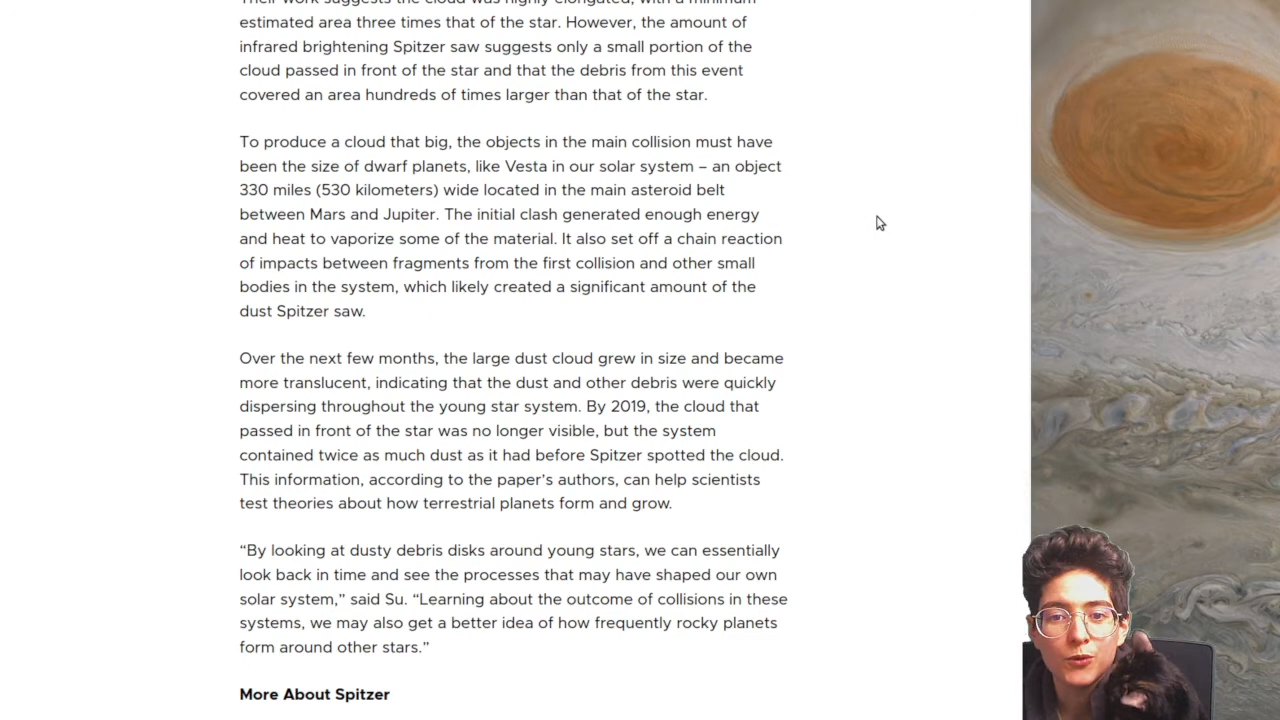 Their work suggests the cloud was highly elongated, with a minimum
estimated area three times that of the star. However, the amount of
infrared brightening Spitzer saw suggests only a small portion of the
cloud passed in front of the star and that the debris from this event
covered an area hundreds of times larger than that of the star.
To produce a cloud that big, the objects in the main collision must have
been the size of dwarf planets, like Vesta in our solar system – an object
330 miles (530 kilometers) wide located in the main asteroid belt
between Mars and Jupiter. The initial clash generated enough energy
and heat to vaporize some of the material. It also set off a chain reaction
of impacts between fragments from the first collision and other small
bodies in the system, which likely created a significant amount of the
dust Spitzer saw.
Over the next few months, the large dust cloud grew in size and became
more translucent, indicating that the dust and other debris were quickly
dispersing throughout the young star system. By 2019, the cloud that
passed in front of the star was no longer visible, but the system
contained twice as much dust as it had before Spitzer spotted the cloud.
This information, according to the paper’s authors, can help scientists
test theories about how terrestrial planets form and grow.
“By looking at dusty debris disks around young stars, we can essentially
look back in time and see the processes that may have shaped our own
solar system,” said Su. “Learning about the outcome of collisions in these
systems, we may also get a better idea of how frequently rocky planets
form around other stars.”
More About Spitzer